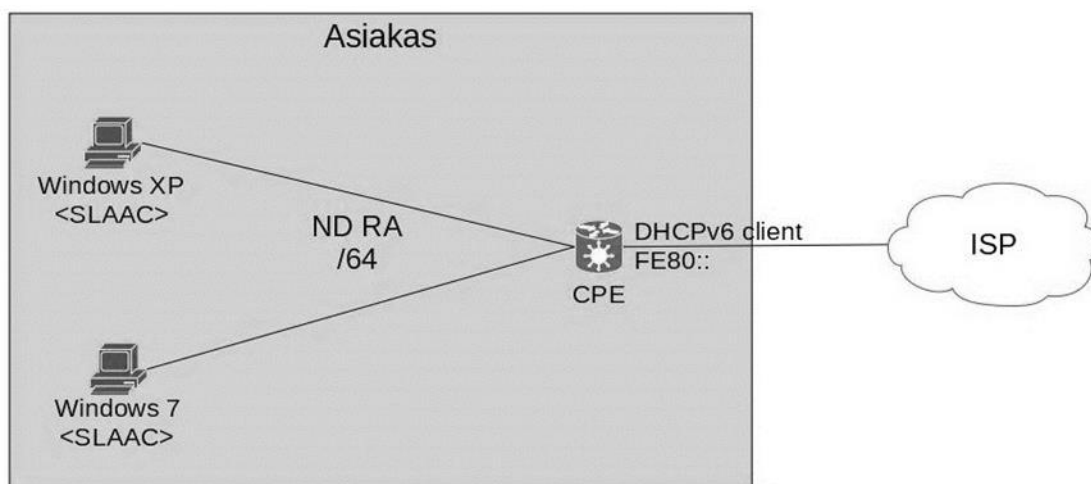 Asiakas
Windows XP
<SLAAC>
ND RA
/64
DHCPv6 client
FE80::
CPE
ISP
Windows 7
<SLAAC>